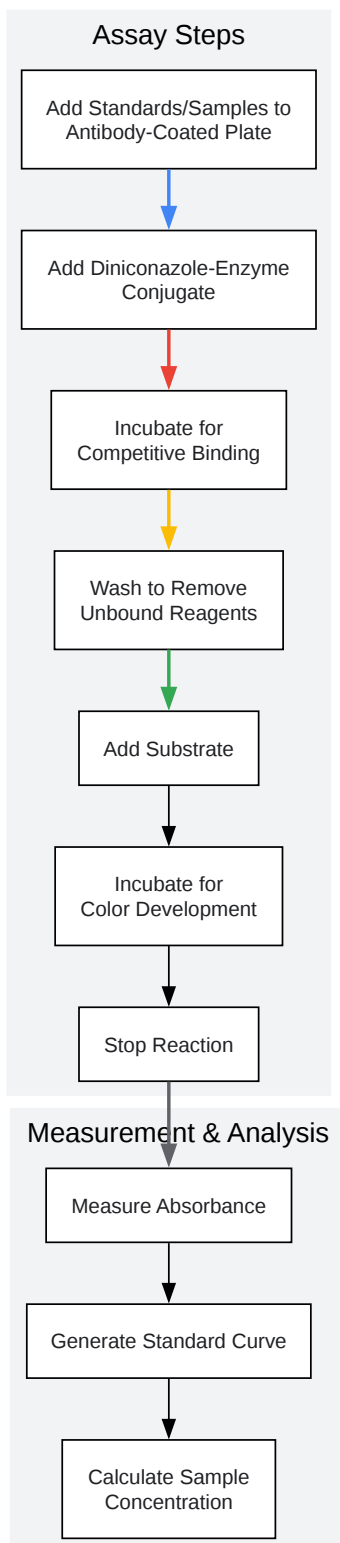 Assay Steps
Add Standards/Samples to
Antibody-Coated Plate
Add Diniconazole-Enzyme
Conjugate
Incubate for
Competitive Binding
Wash to Remove
Unbound Reagents
Add Substrate
Incubate for
Color Development
Stop Reaction
Measurement & Analysis
Measure Absorbance
Generate Standard Curve
Calculate Sample
Concentration